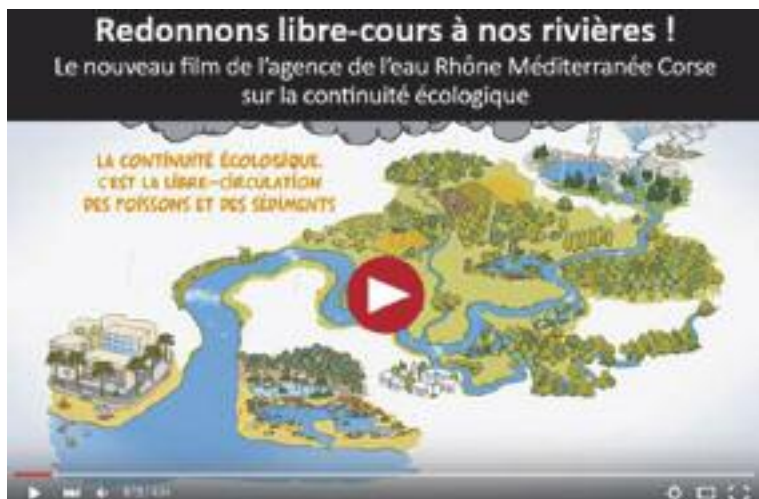 Redonnons libre-cours à nos rivières !
Le nouveau film de l'agence de l'eau Rhône Méditerranée Corse
sur la continuité écologique
LA CONTINUITÉ ÉCOLOGIQUE,
C'EST LA LIBRE-CIRCULATION
DES POISSONS ET DES SÉDIMENTS